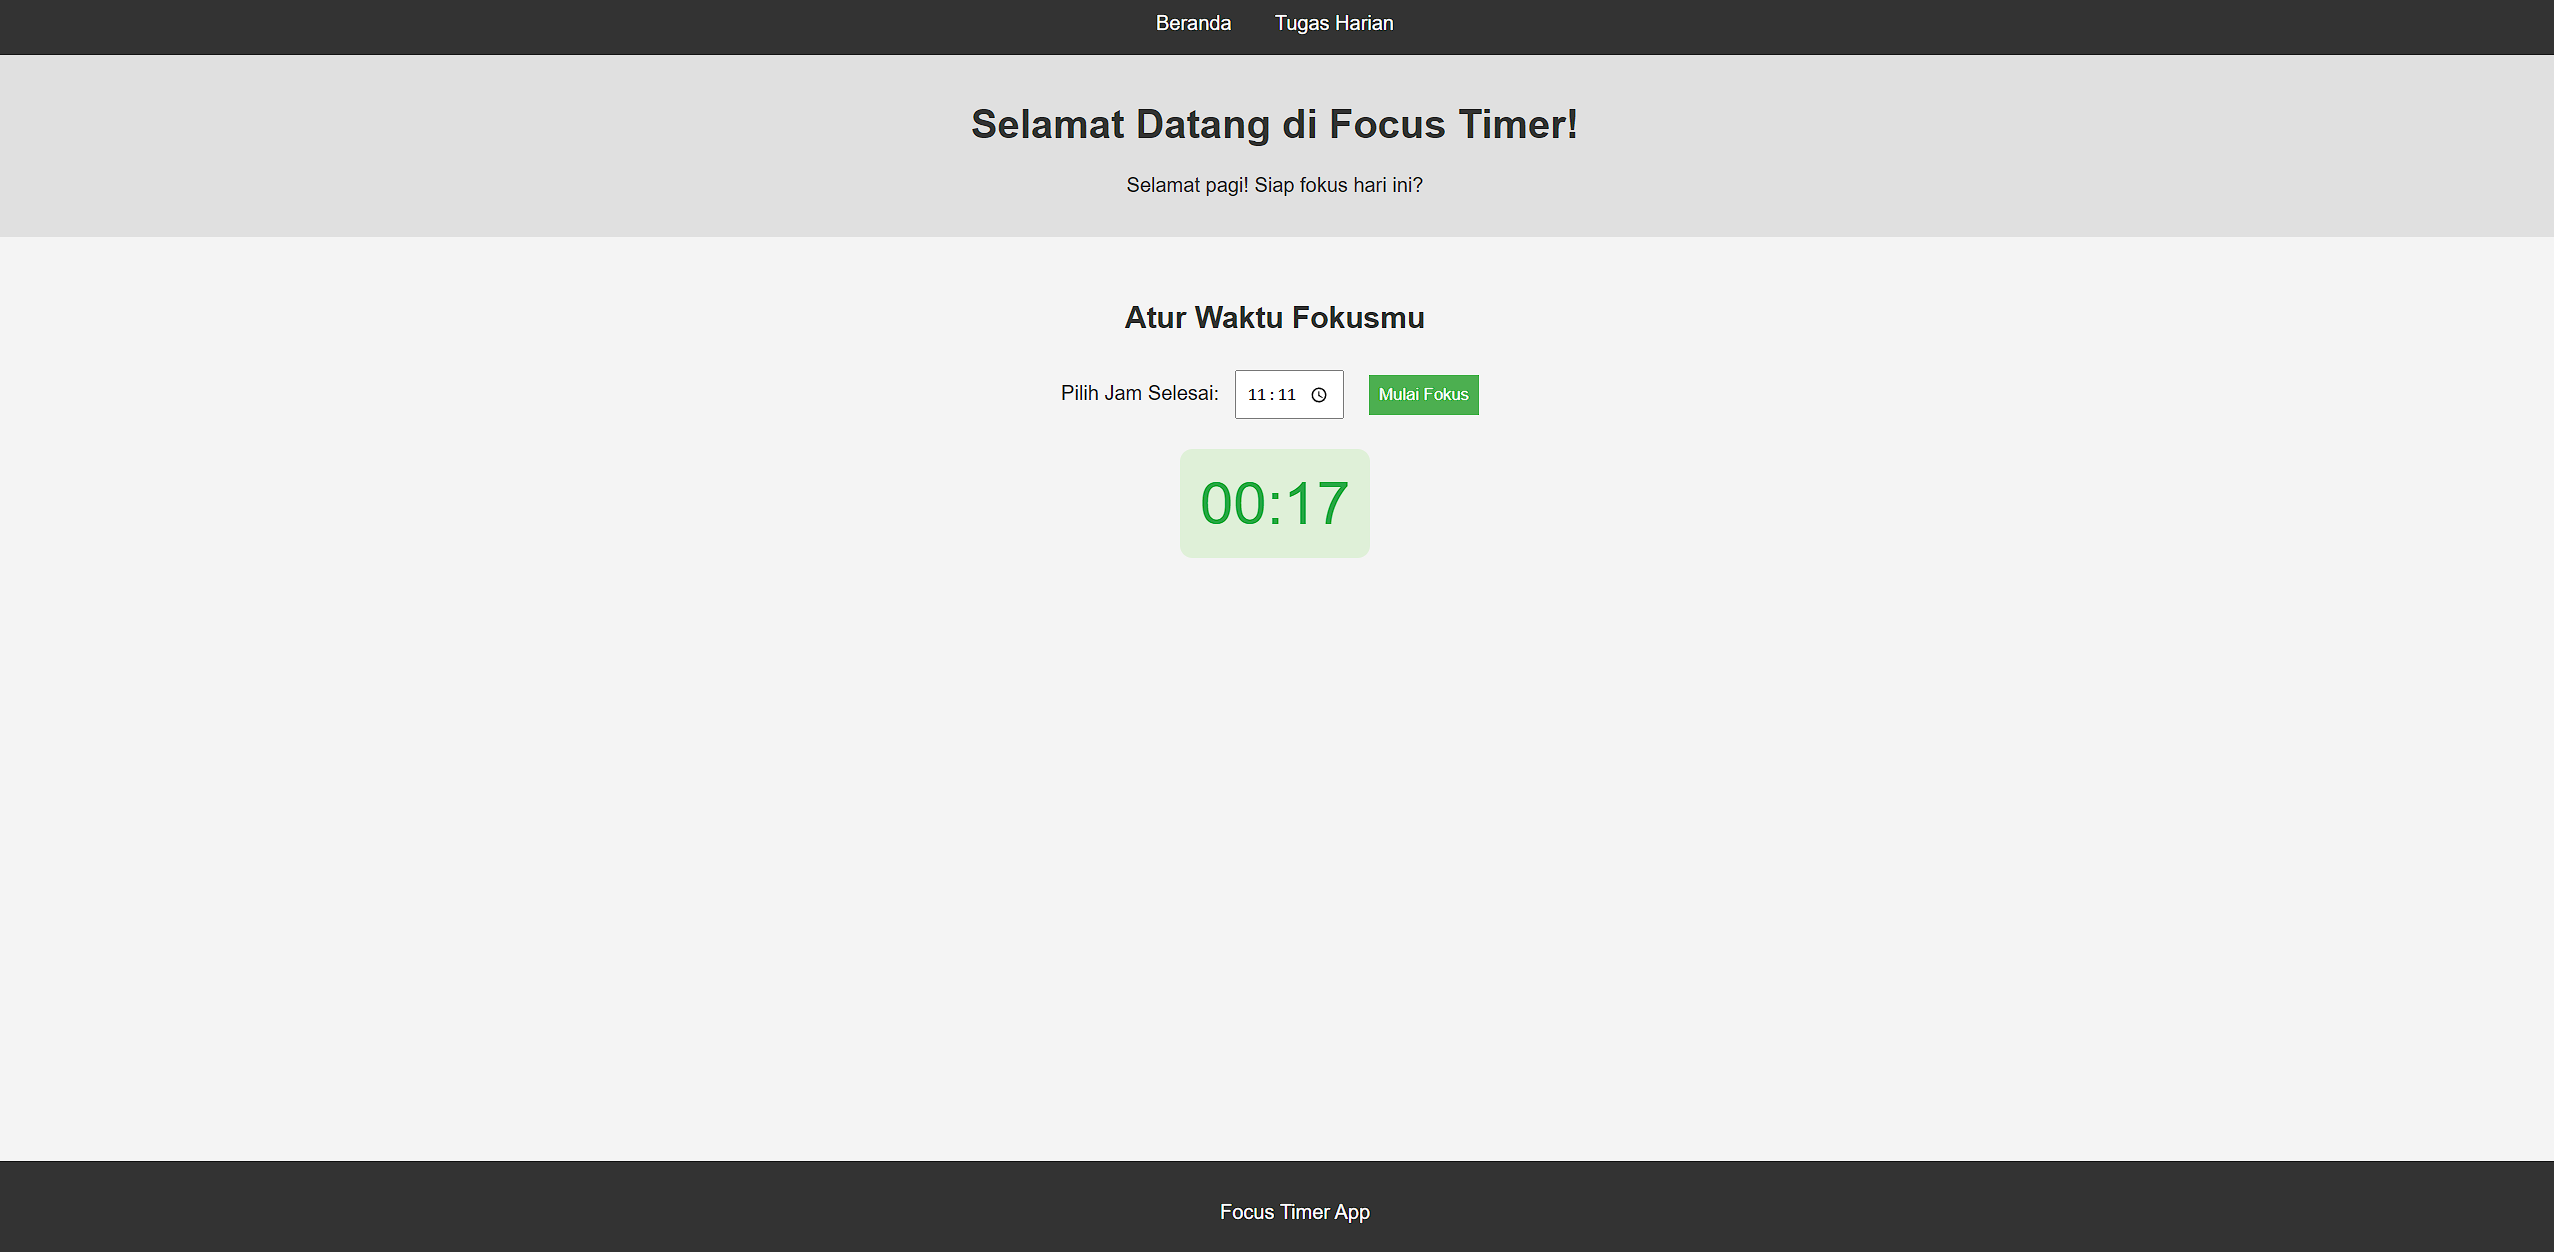 Beranda Tugas Harian
Selamat Datang di Focus Timer!
Selamat pagi! Siap fokus hari ini?
Atur Waktu Fokusmu
Pilih Jam Selesai: 11:11 Mulai Fokus
00:17
Focus Timer App